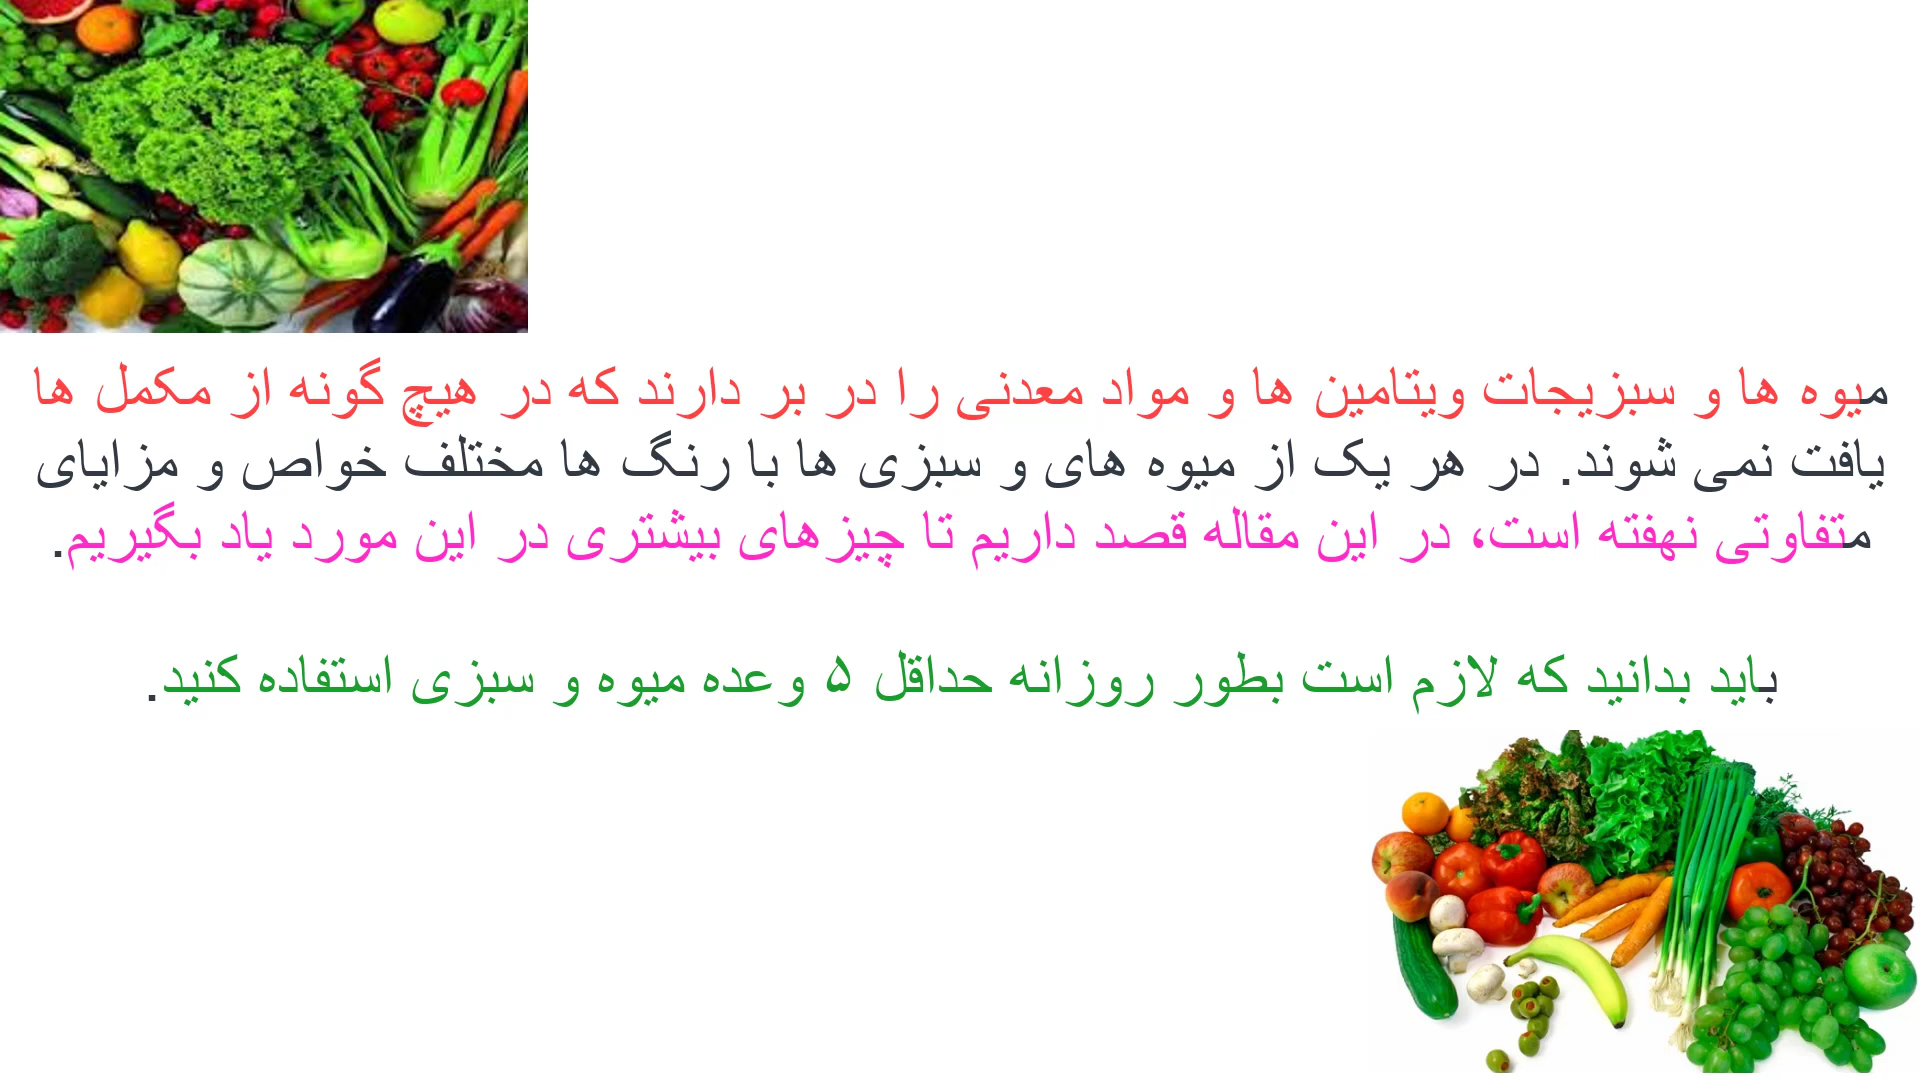 میوه ها و سبزیجات ویتامین ها و مواد معدنی را در بر دارند که در هیچ گونه از مکمل ها
یافت نمی شوند. در هر یک از میوه های و سبزی ها با رنگ ها مختلف خواص و مزایای
متفاوتی نهفته است، در این مقاله قصد داریم تا چیزهای بیشتری در این مورد یاد بگیریم.
باید بدانید که لازم است بطور روزانه حداقل ۵ وعده میوه و سبزی استفاده کنید.